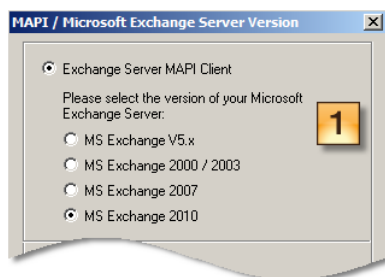 MAPI / Microsoft Exchange Server Version
Exchange Server MAPI Client
Please select the version of your Microsoft
Exchange Server:
1
MS Exchange V5.x
MS Exchange 2000 / 2003
MS Exchange 2007
MS Exchange 2010